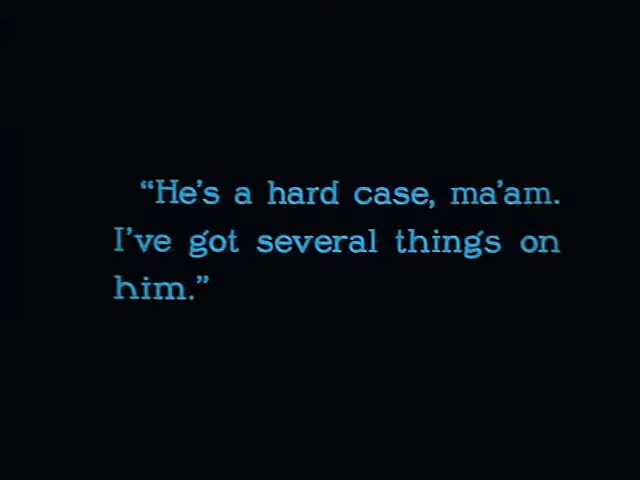 “He’s a hard case, ma’am.
I’ve got several things on
him.”